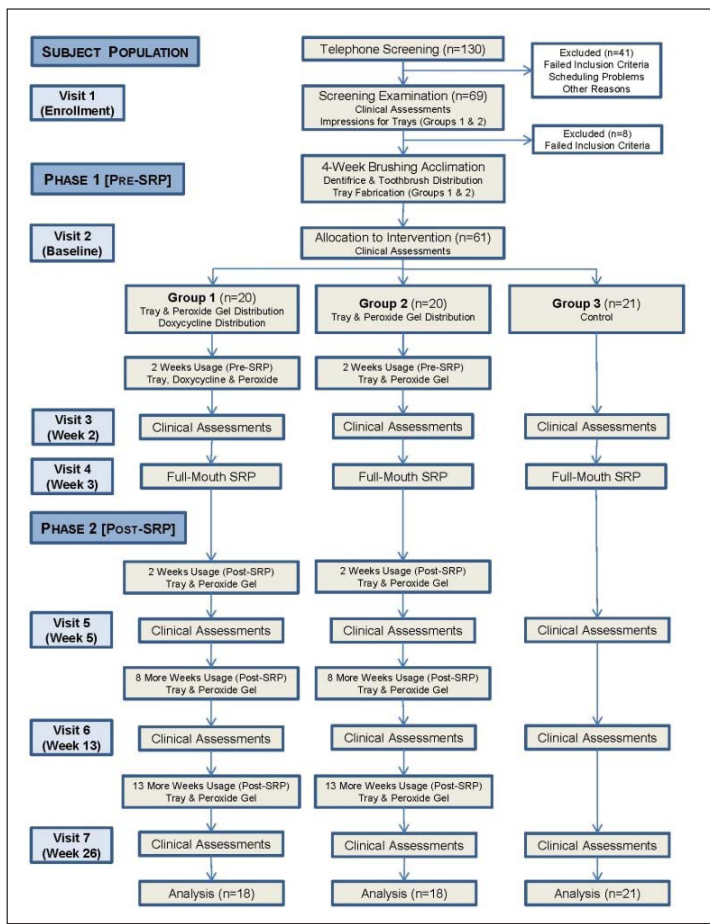 SUBJECT POPULATION
Telephone Screening (n=130)
Excluded (n=41)
Failed Inclusion Criteria
Scheduling Problems
Other Reasons
Visit 1
(Enrollment)
Screening Examination (n=69)
Clinical Assessments
Impressions for Trays (Groups 1 & 2)
Excluded (n=8)
Failed Inclusion Criteria
PHASE 1 [PRE-SRP]
4-Week Brushing Acclimation
Dentifrice & Toothbrush Distribution
Tray Fabrication (Groups 1 & 2)
Visit 2
(Baseline)
Allocation to Intervention (n=61)
Clinical Assessments
Group 1 (n=20)
Tray & Peroxide Gel Distribution
Doxycycline Distribution
Group 2 (n=20)
Tray & Peroxide Gel Distribution
Group 3 (n=21)
Control
2 Weeks Usage (Pre-SRP)
Tray, Doxycycline & Peroxide
2 Weeks Usage (Pre-SRP)
Tray & Peroxide Gel
Visit 3
(Week 2)
Clinical Assessments
Clinical Assessments
Clinical Assessments
Visit 4
(Week 3)
Full-Mouth SRP
Full-Mouth SRP
Full-Mouth SRP
PHASE 2 [POST-SRP]
2 Weeks Usage (Post-SRP)
Tray & Peroxide Gel
2 Weeks Usage (Post-SRP)
Tray & Peroxide Gel
Visit 5
(Week 5)
Clinical Assessments
Clinical Assessments
Clinical Assessments
8 More Weeks Usage (Post-SRP)
Tray & Peroxide Gel
8 More Weeks Usage (Post-SRP)
Tray & Peroxide Gel
Visit 6
(Week 13)
Clinical Assessments
Clinical Assessments
Clinical Assessments
13 More Weeks Usage (Post-SRP)
Tray & Peroxide Gel
13 More Weeks Usage (Post-SRP)
Tray & Peroxide Gel
Visit 7
(Week 26)
Clinical Assessments
Clinical Assessments
Clinical Assessments
Analysis (n=18)
Analysis (n=18)
Analysis (n=21)